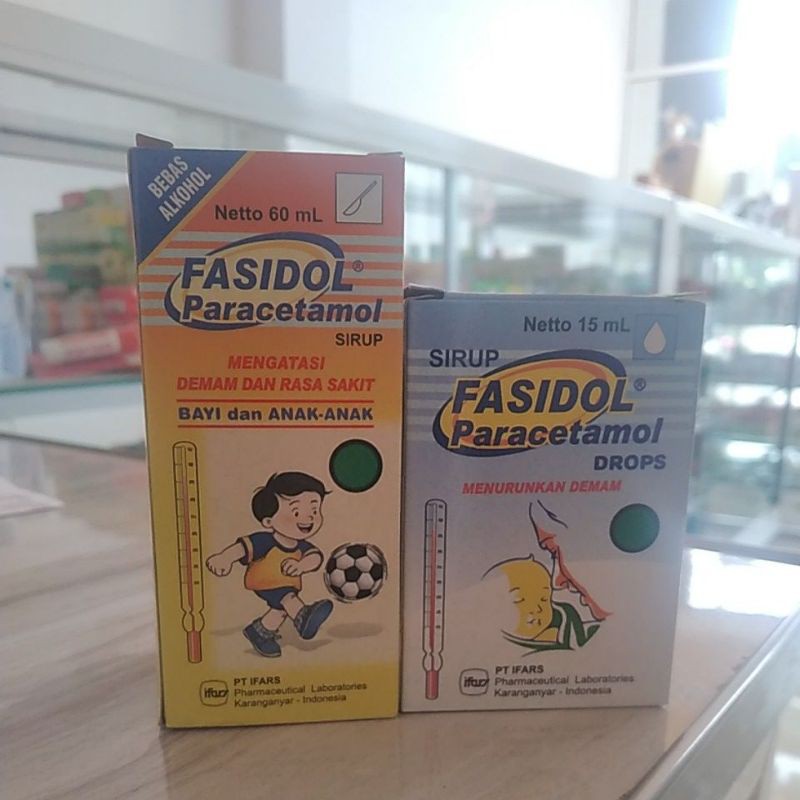 BEBAS
ALKOHOL
Netto 60 mL
FASIDOL®
Paracetamol
SIRUP
MENGATASI
DEMAM DAN RASA SAKIT
BAYI dan ANAK-ANAK
ifars
PT IFARS
Pharmaceutical Laboratories
Karanganyar - Indonesia
Netto 15 mL
SIRUP
FASIDOL®
Paracetamol
DROPS
MENURUNKAN DEMAM
ifars
PT IFARS
Pharmaceutical Laboratories
Karanganyar - Indonesia